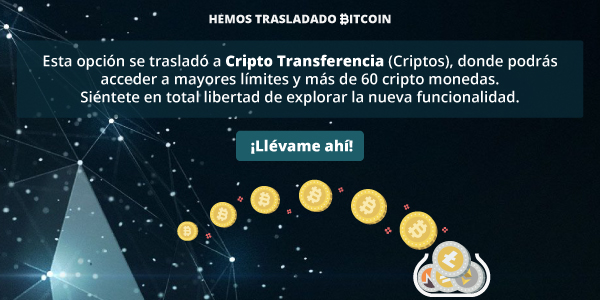 HEMOS TRASLADADO ₿ITCOIN
Esta opción se trasladó a Cripto Transferencia (Criptos), donde podrás
acceder a mayores límites y más de 60 cripto monedas.
Siéntete en total libertad de explorar la nueva funcionalidad.
¡Llévame ahí!